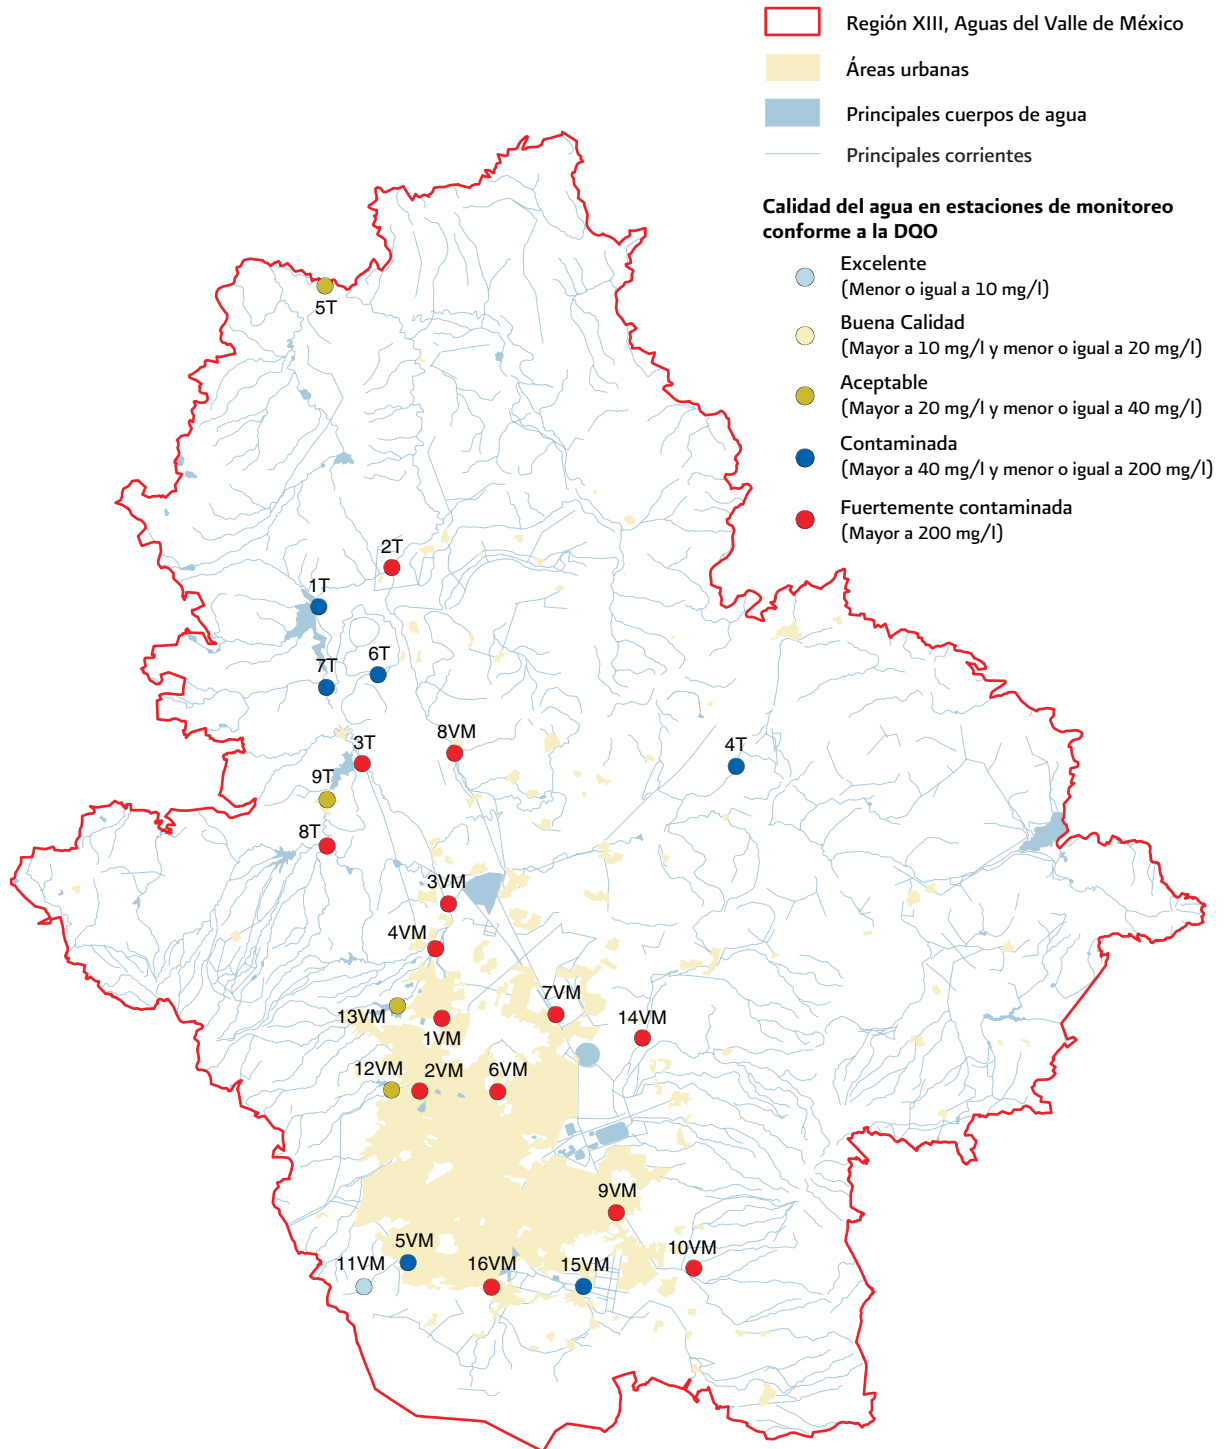 Región XIII, Aguas del Valle de México
Áreas urbanas
Principales cuerpos de agua
Principales corrientes
Calidad del agua en estaciones de monitoreo
conforme a la DQO
Excelente
(Menor o igual a 10 mg/l)
Buena Calidad
(Mayor a 10 mg/l y menor o igual a 20 mg/l)
Aceptable
(Mayor a 20 mg/l y menor o igual a 40 mg/l)
Contaminada
(Mayor a 40 mg/l y menor o igual a 200 mg/l)
Fuertemente contaminada
(Mayor a 200 mg/l)
5T
2T
1T
6T
7T
8VM
3T
4T
9T
8T
3VM
4VM
7VM
13VM
14VM
1VM
12VM
2VM
6VM
9VM
5VM
10VM
11VM
16VM
15VM